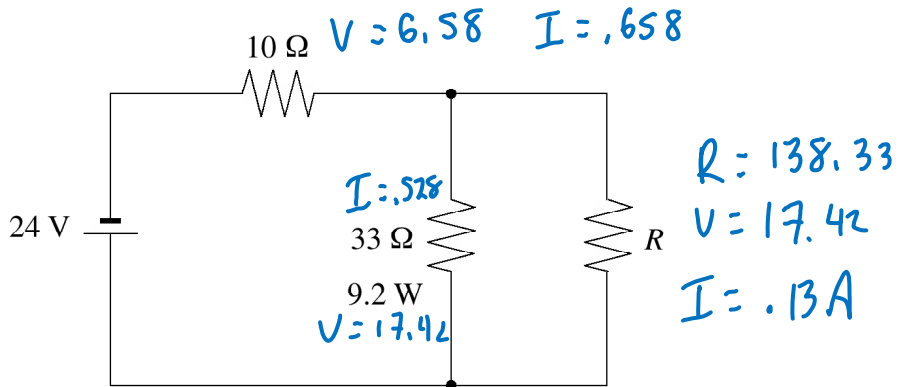 10 Ω V = 6.58 I = .658
R = 138.33
I = .528
24 V 33 Ω R V = 17.42
9.2 W I = .13A
V = 17.42